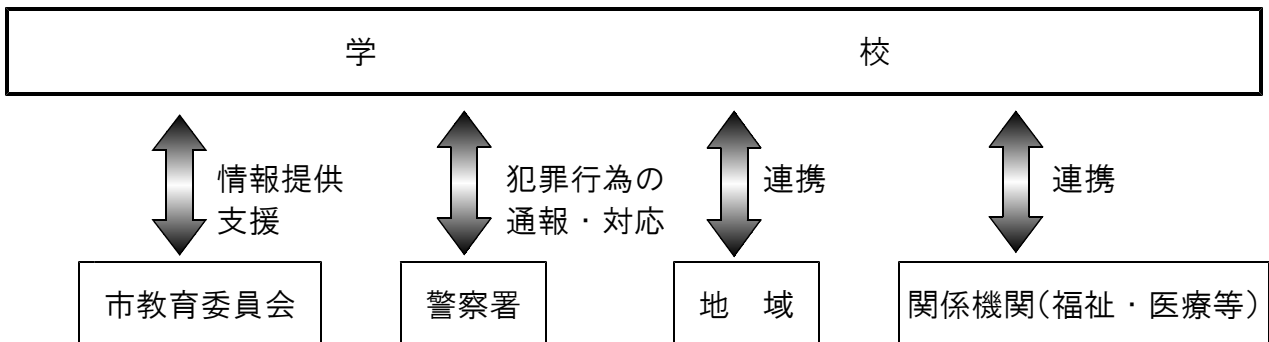 学　校
情報提供
支援
犯罪行為の
通報・対応
連携
連携
市教育委員会
警察署
地　域
関係機関(福祉・医療等)